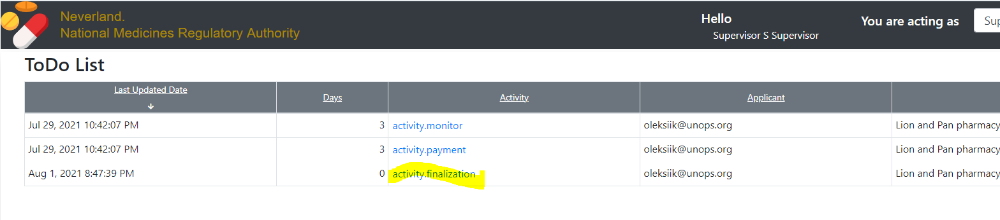 Neverland.
National Medicines Regulatory Authority
Hello
Supervisor S Supervisor
You are acting as
Sup
ToDo List
Last Updated Date Days Activity Applicant
Jul 29, 2021 10:42:07 PM 3 activity.monitor oleksiik@unops.org Lion and Pan pharmacy
Jul 29, 2021 10:42:07 PM 3 activity.payment oleksiik@unops.org Lion and Pan pharmacy
Aug 1, 2021 8:47:39 PM 0 activity.finalization oleksiik@unops.org Lion and Pan pharmacy